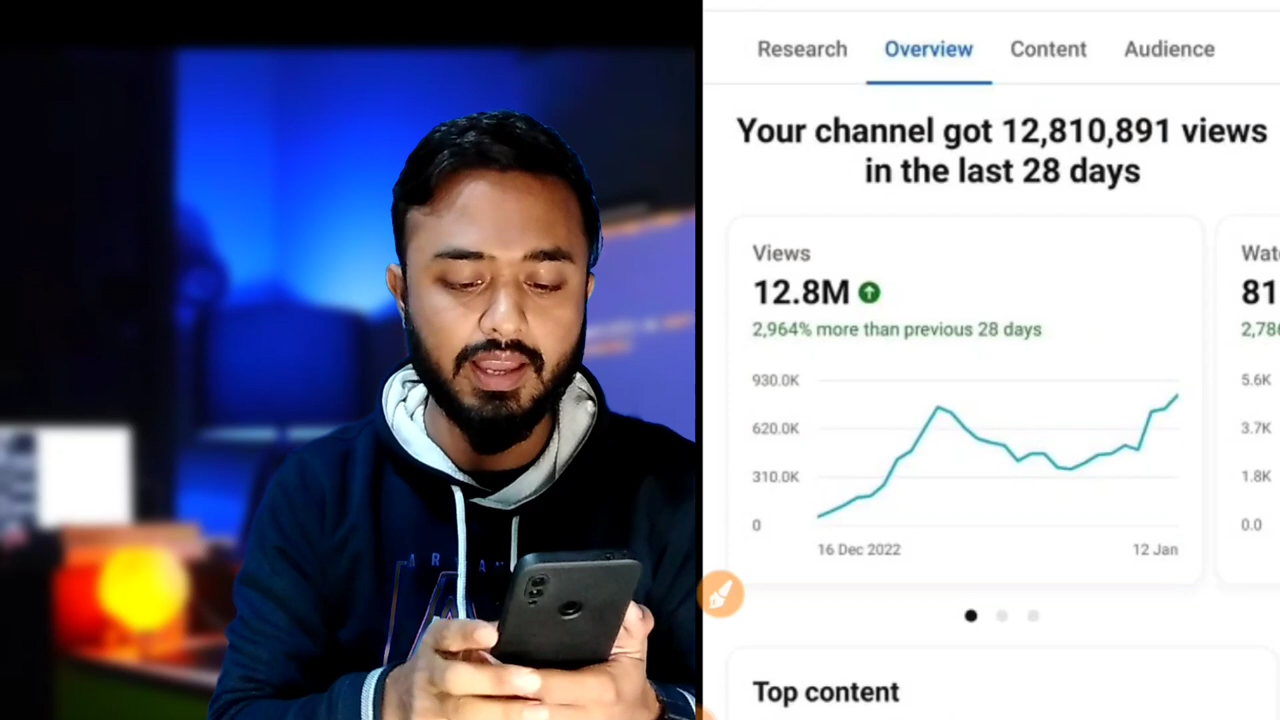 Research Overview Content Audience
Your channel got 12,810,891 views
in the last 28 days
Views
12.8M
2,964% more than previous 28 days
930.0K
620.0K
310.0K
0
16 Dec 2022 12 Jan
81
5.6K
3.7K
1.8K
0.0
Top content